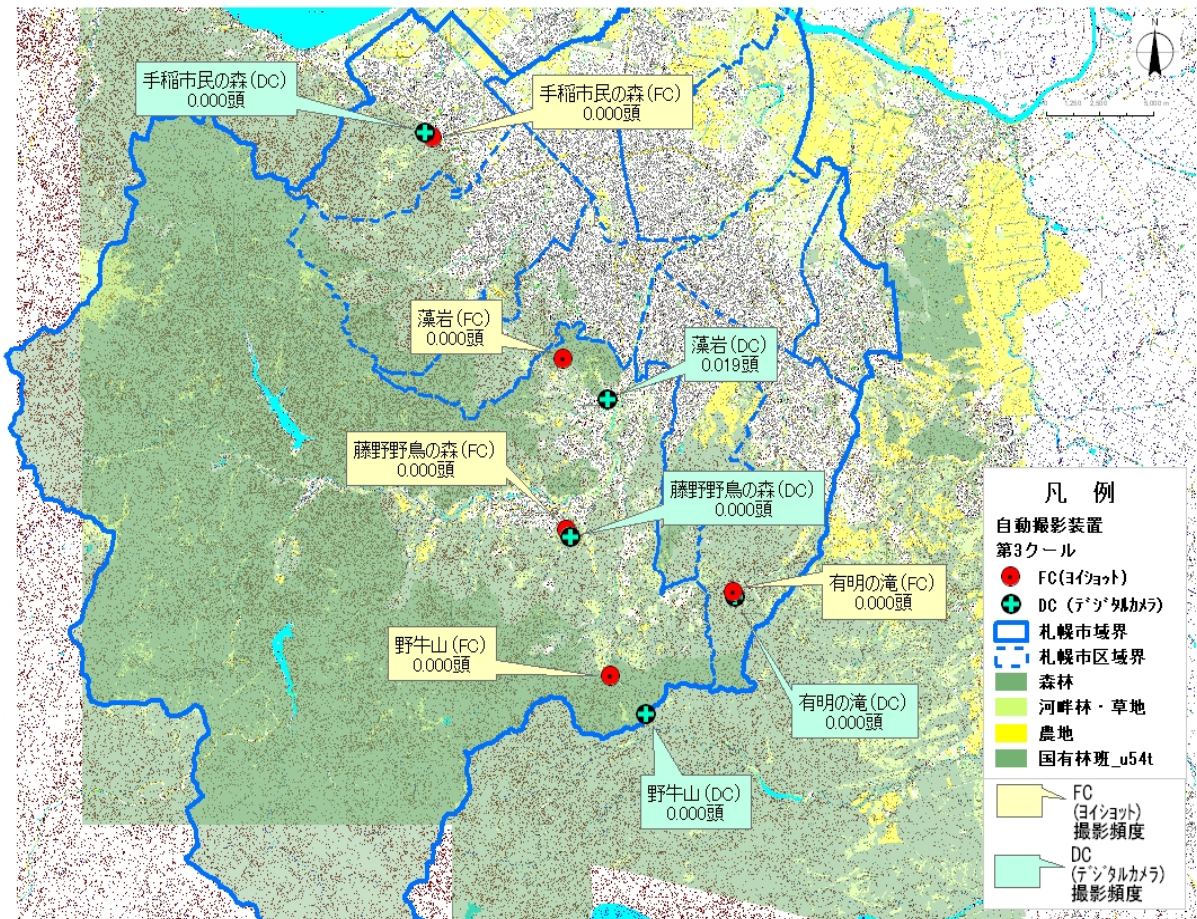 手稲市民の森(DC)
0.000頭
手稲市民の森(FC)
0.000頭
N
1,250 2,500 5,000 m
藻岩(FC)
0.000頭
藻岩(DC)
0.019頭
藤野野鳥の森(FC)
0.000頭
藤野野鳥の森(DC)
0.000頭
有明の滝(FC)
0.000頭
野牛山(FC)
0.000頭
有明の滝(DC)
0.000頭
野牛山(DC)
0.000頭
凡 例
自動撮影装置
第3クール
FC(ﾖｲｼｮｯﾄ)
DC (ﾃﾞｼﾞﾀﾙｶﾒﾗ)
札幌市域界
札幌市区域界
森林
河畔林・草地
農地
国有林班_u54t
FC
(ﾖｲｼｮｯﾄ)
撮影頻度
DC
(ﾃﾞｼﾞﾀﾙｶﾒﾗ)
撮影頻度